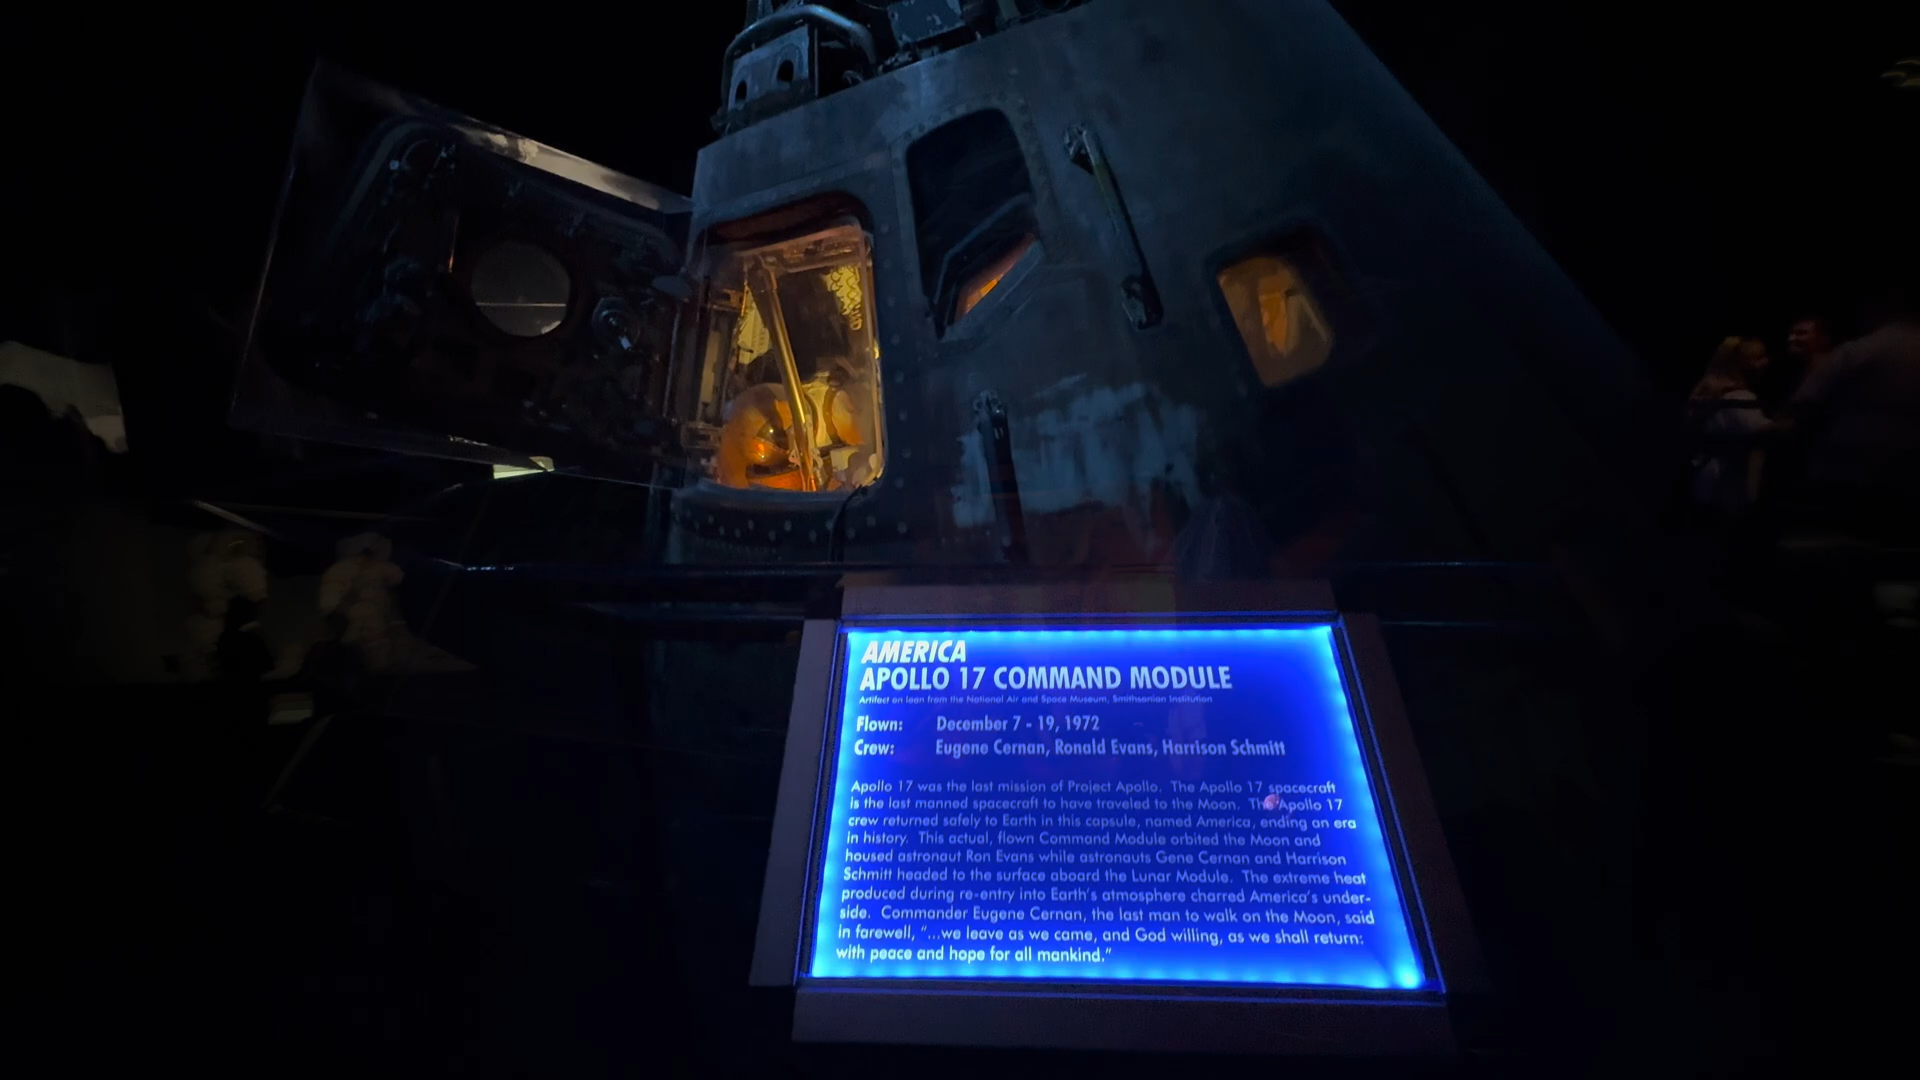 AMERICA
APOLLO 17 COMMAND MODULE
Artifact on loan from the National Air and Space Museum, Smithsonian Institution
Flown: December 7 - 19, 1972
Crew: Eugene Cernan, Ronald Evans, Harrison Schmitt
Apollo 17 was the last mission of Project Apollo. The Apollo 17 spacecraft
is the last manned spacecraft to have traveled to the Moon. The Apollo 17
crew returned safely to Earth in this capsule, named America, ending an era
in history. This actual, flown Command Module orbited the Moon and
housed astronaut Ron Evans while astronauts Gene Cernan and Harrison
Schmitt headed to the surface aboard the Lunar Module. The extreme heat
produced during re-entry into Earth's atmosphere charred America's under-
side. Commander Eugene Cernan, the last man to walk on the Moon, said
in farewell, "...we leave as we came, and God willing, as we shall return:
with peace and hope for all mankind."